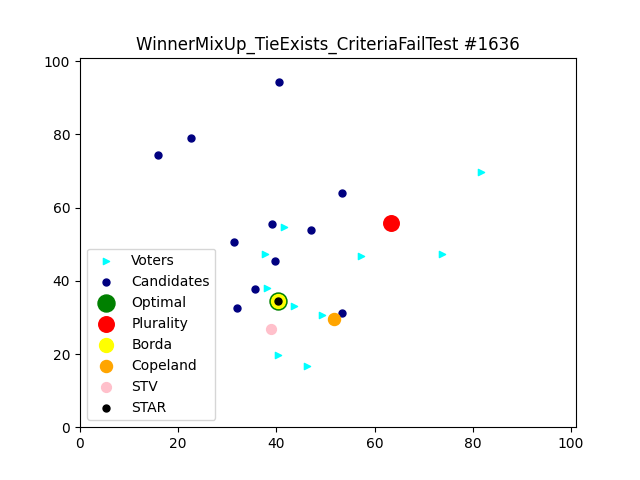 WinnerMixUp_TieExists_CriteriaFailTest #1636
100
80
60
40
20
0
Voters
Candidates
Optimal
Plurality
Borda
Copeland
STV
STAR
0 20 40 60 80 100